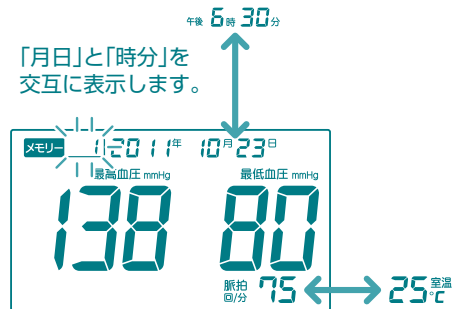 午後 6時 30分
「月日」と「時分」を
交互に表示します。
メモリー 1 2011年 10月23日
最高血圧 mmHg 最低血圧 mmHg
138 80
脈拍 回/分 75 25 室温 ℃